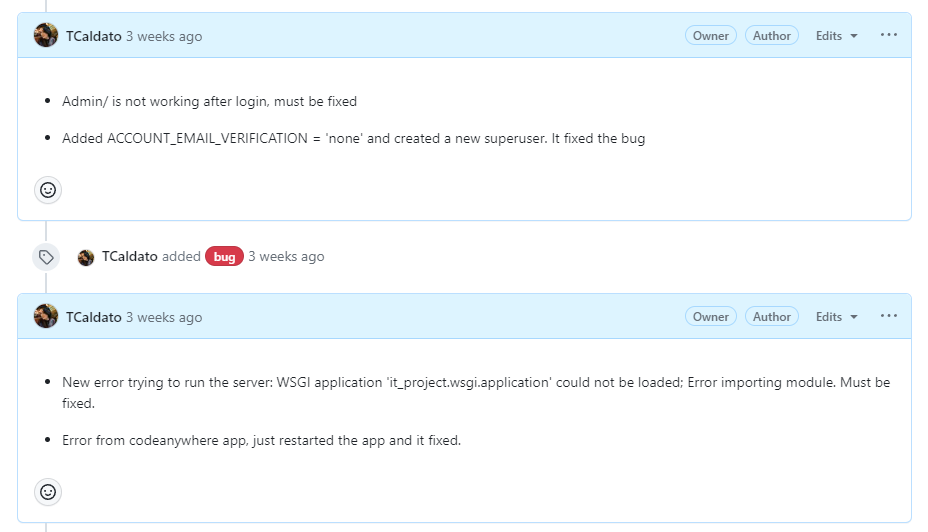 TCaldato 3 weeks ago Owner Author Edits
Admin/ is not working after login, must be fixed
Added ACCOUNT_EMAIL_VERIFICATION = 'none' and created a new superuser. It fixed the bug
TCaldato added bug 3 weeks ago
TCaldato 3 weeks ago Owner Author Edits
New error trying to run the server: WSGI application 'it_project.wsgi.application' could not be loaded; Error importing module. Must be
fixed.
Error from codeanywhere app, just restarted the app and it fixed.